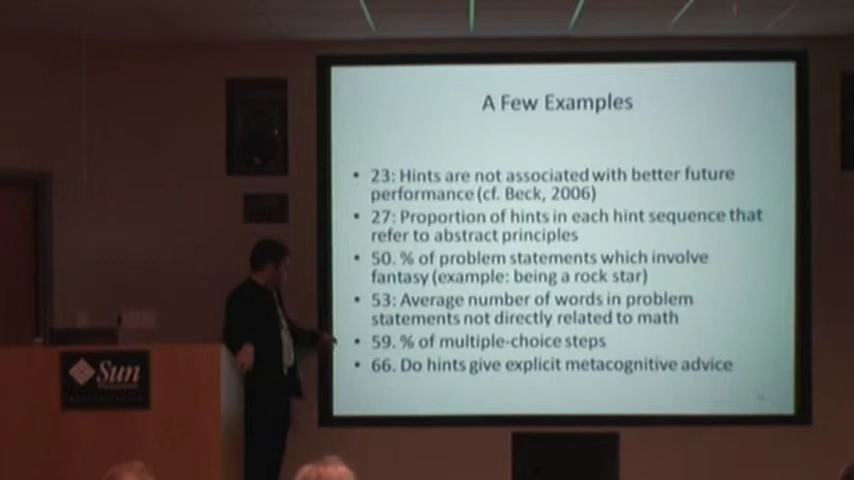 A Few Examples
• 23: Hints are not associated with better future
performance (cf. Beck, 2006)
• 27: Proportion of hints in each hint sequence that
refer to abstract principles
• 50. % of problem statements which involve
fantasy (example: being a rock star)
• 53: Average number of words in problem
statements not directly related to math
• 59. % of multiple-choice steps
• 66. Do hints give explicit metacognitive advice
Sun